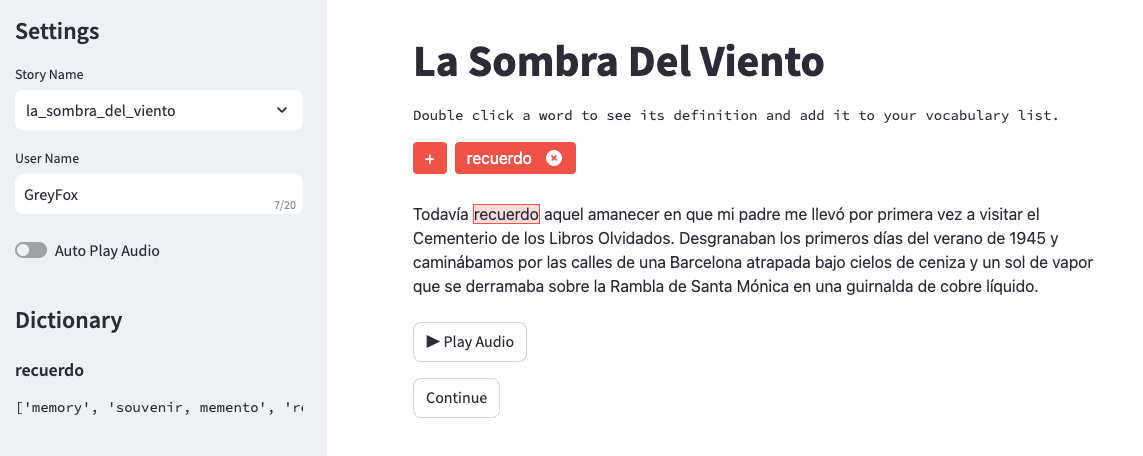 Settings
Story Name
la_sombra_del_viento
User Name
GreyFox
7/20
Auto Play Audio
Dictionary
recuerdo
['memory', 'souvenir, memento', 're
La Sombra Del Viento
Double click a word to see its definition and add it to your vocabulary list.
+ recuerdo
Todavía recuerdo aquel amanecer en que mi padre me llevó por primera vez a visitar el
Cementerio de los Libros Olvidados. Desgranaban los primeros días del verano de 1945 y
caminábamos por las calles de una Barcelona atrapada bajo cielos de ceniza y un sol de vapor
que se derramaba sobre la Rambla de Santa Mónica en una guirnalda de cobre líquido.
Play Audio
Continue